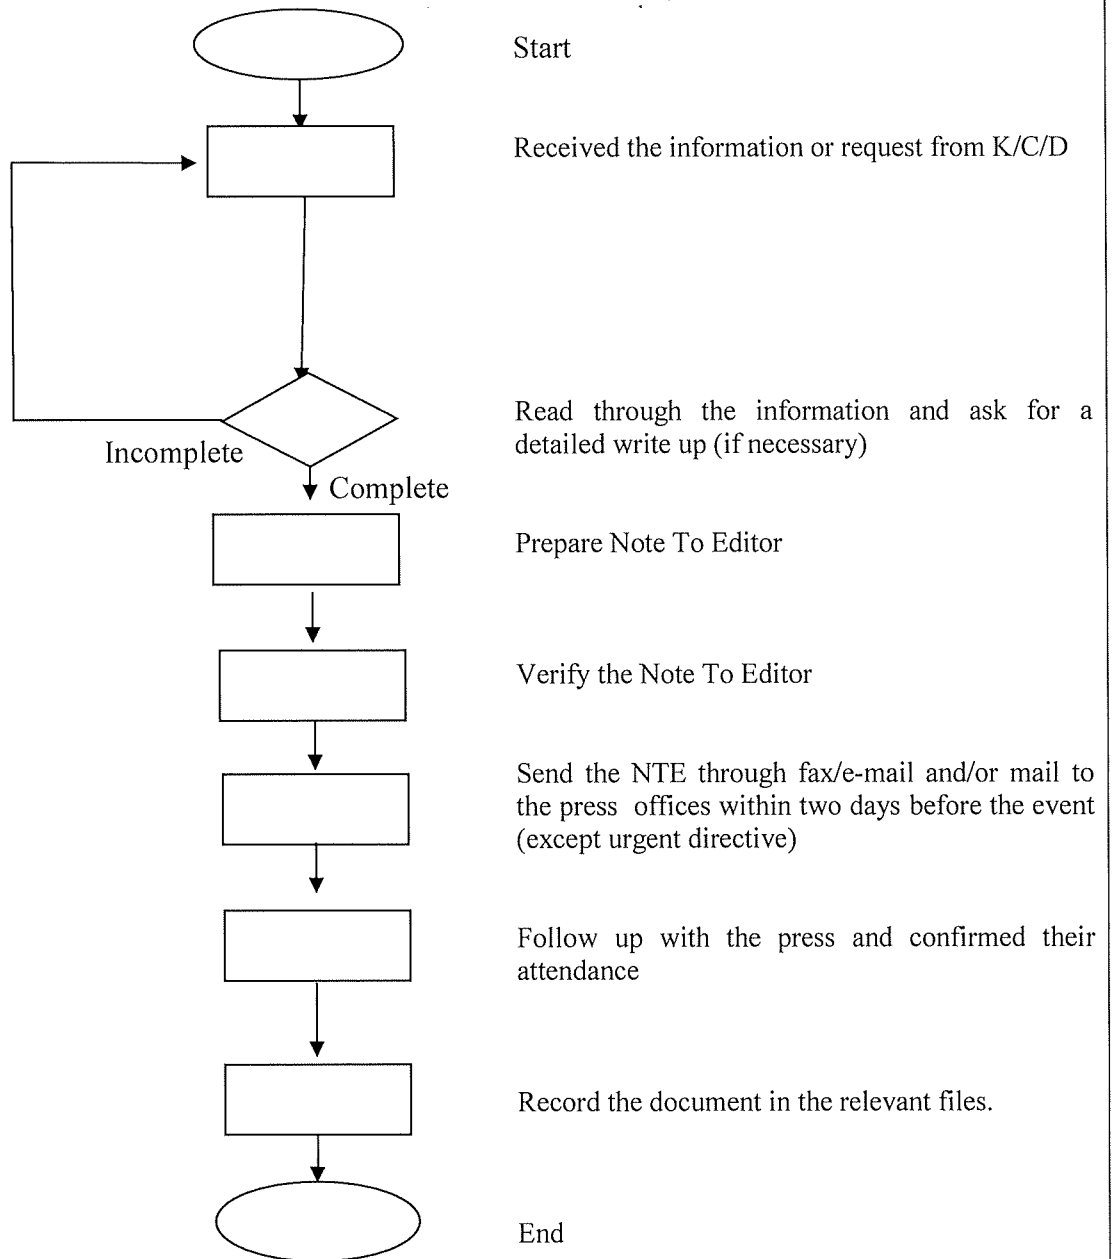 Start
Received the information or request from K/C/D
Read through the information and ask for a
detailed write up (if necessary)
Incomplete
Complete
Prepare Note To Editor
Verify the Note To Editor
Send the NTE through fax/e-mail and/or mail to
the press offices within two days before the event
(except urgent directive)
Follow up with the press and confirmed their
attendance
Record the document in the relevant files.
End